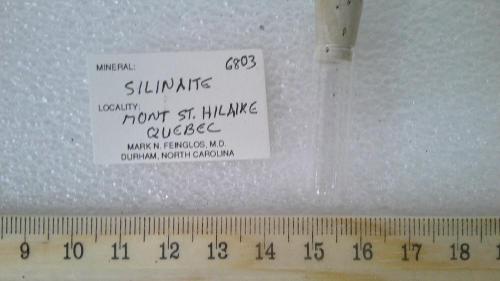 MINERAL: 6803
SILINAITE
LOCALITY:
MONT ST. HILAIRE
QUEBEC
MARK N. FEINGLOS, M.D.
DURHAM, NORTH CAROLINA
9 10 11 12 13 14 15 16 17 18